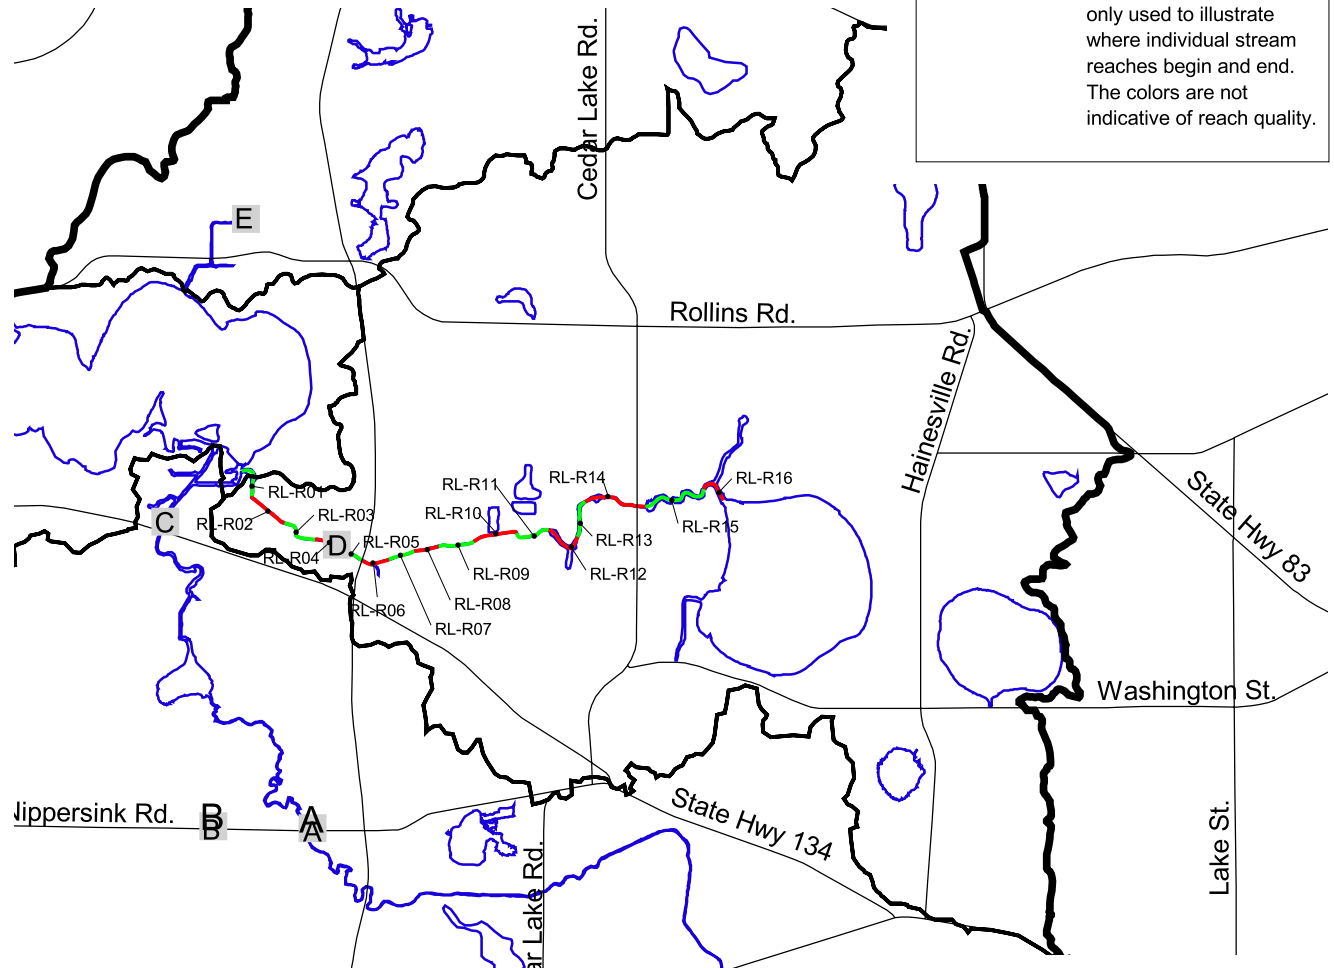 only used to illustrate
where individual stream
reaches begin and end.
The colors are not
indicative of reach quality.
Cedar Lake Rd.
E
Rollins Rd.
Hainesville Rd.
RL-R14
RL-R16
RL-R11
RL-R01
State Hwy 83
RL-R10
RL-R03
C
RL-R02
RL-R15
D
RL-R05
RL-R13
RL-R04
RL-R12
RL-R09
RL-R08
RL-R06
RL-R07
Washington St.
State Hwy 134
Nippersink Rd.
B
B
A
A
Lake St.
ar Lake Rd.